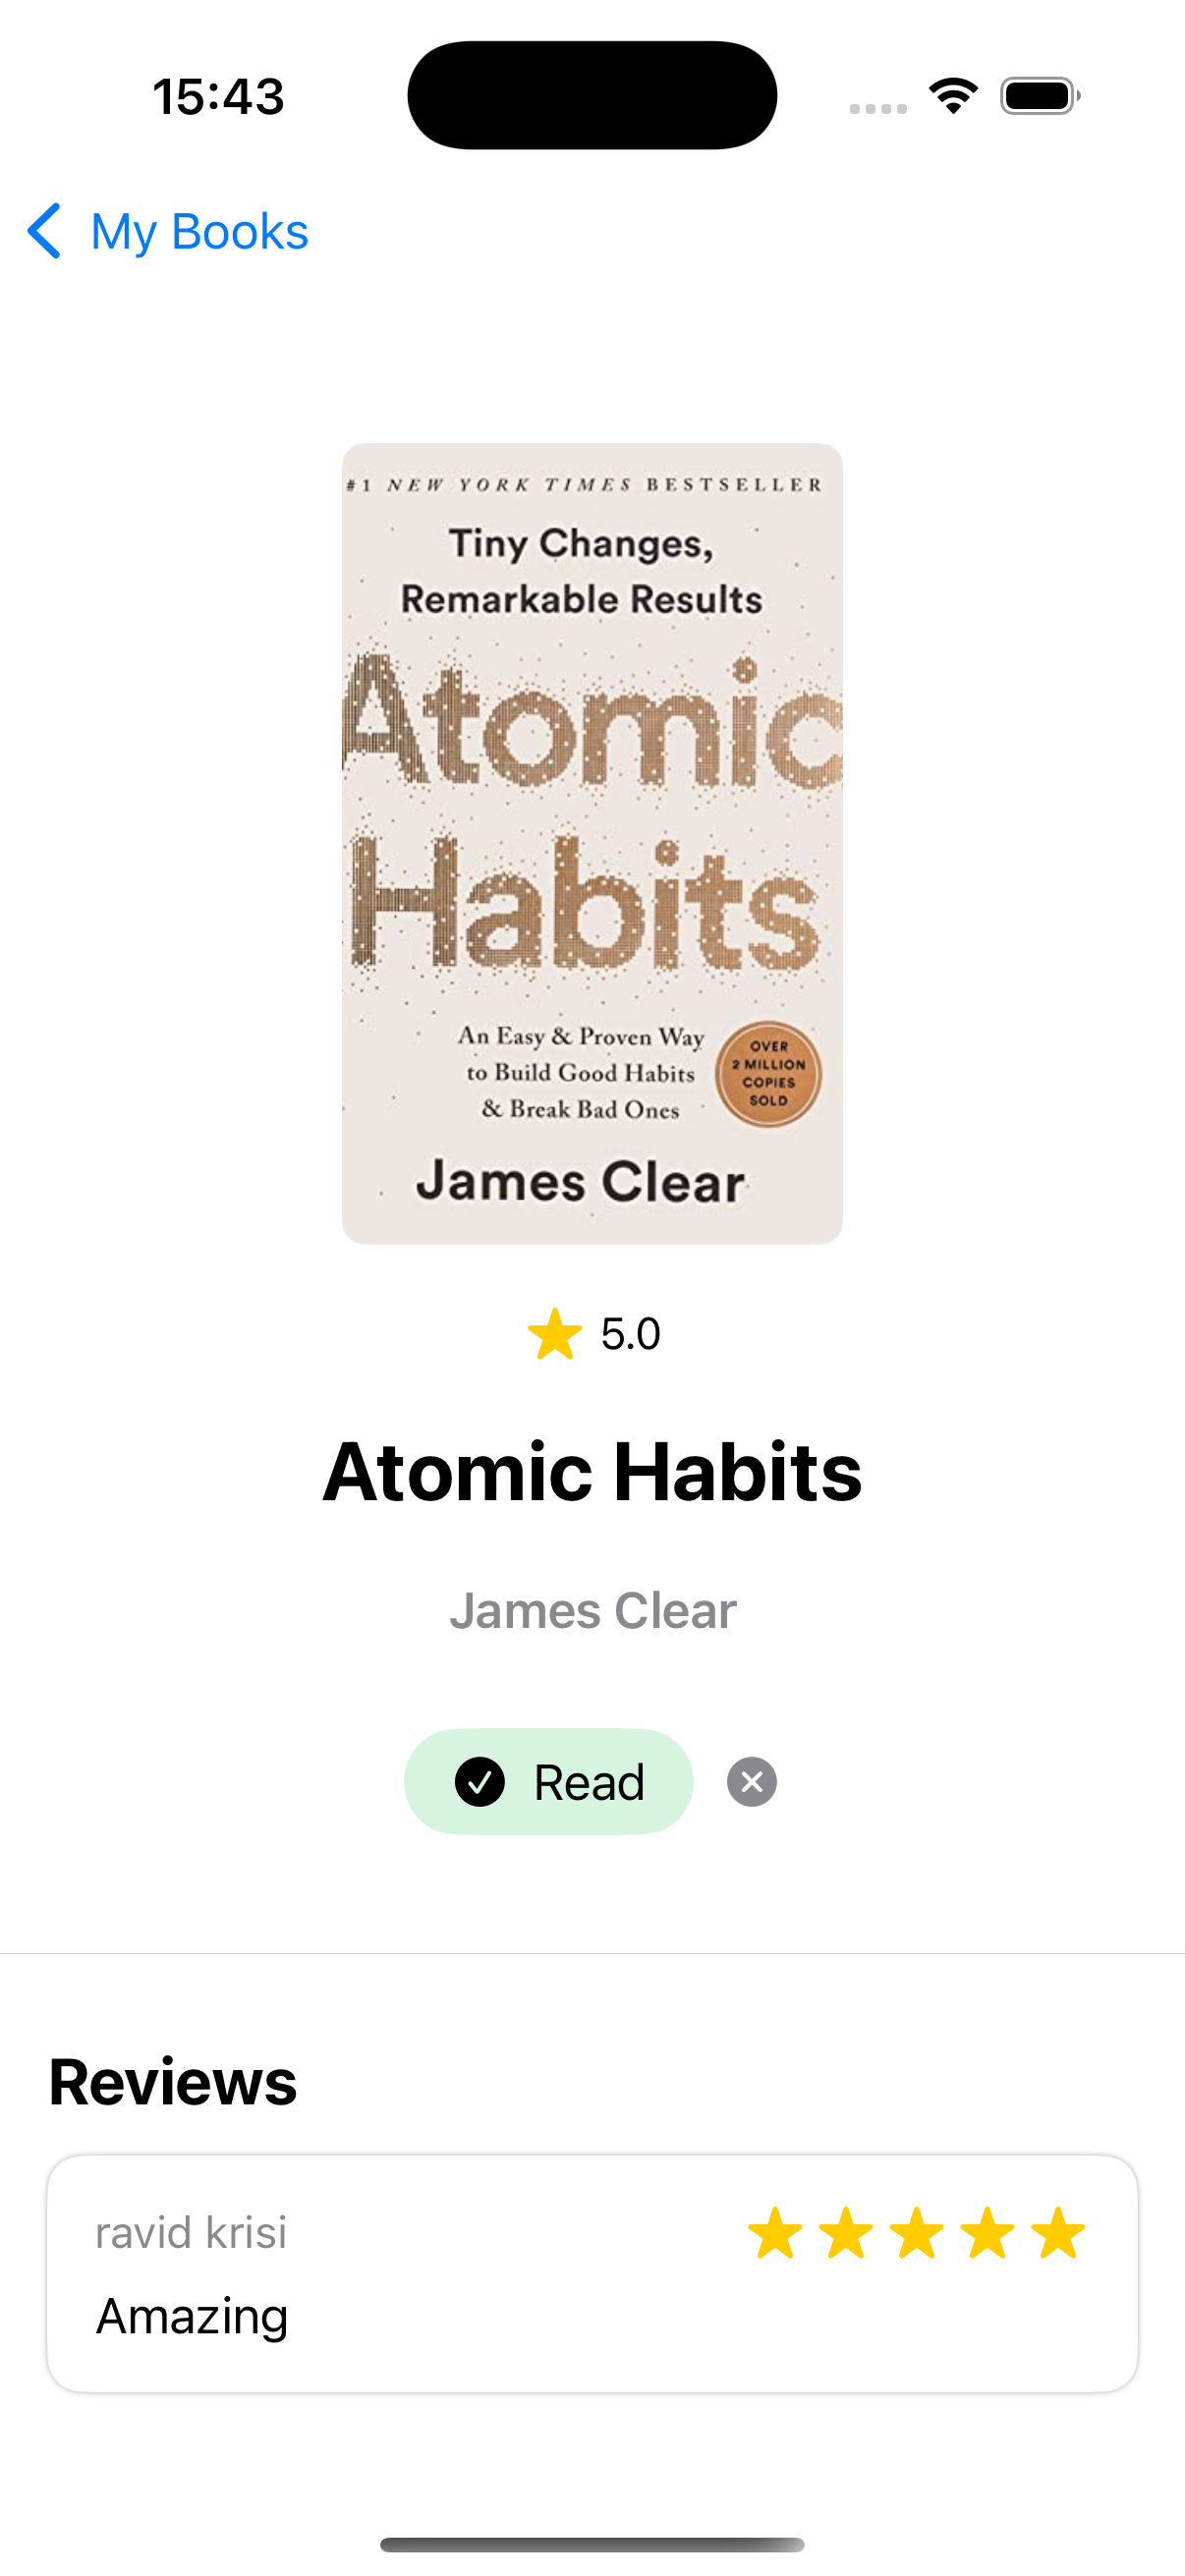 15:43
My Books
#1 NEW YORK TIMES BESTSELLER
Tiny Changes,
Remarkable Results
Atomic
Habits
An Easy & Proven Way
to Build Good Habits
& Break Bad Ones
OVER
2 MILLION
COPIES
SOLD
James Clear
5.0
Atomic Habits
James Clear
Read
Reviews
ravid krisi
Amazing